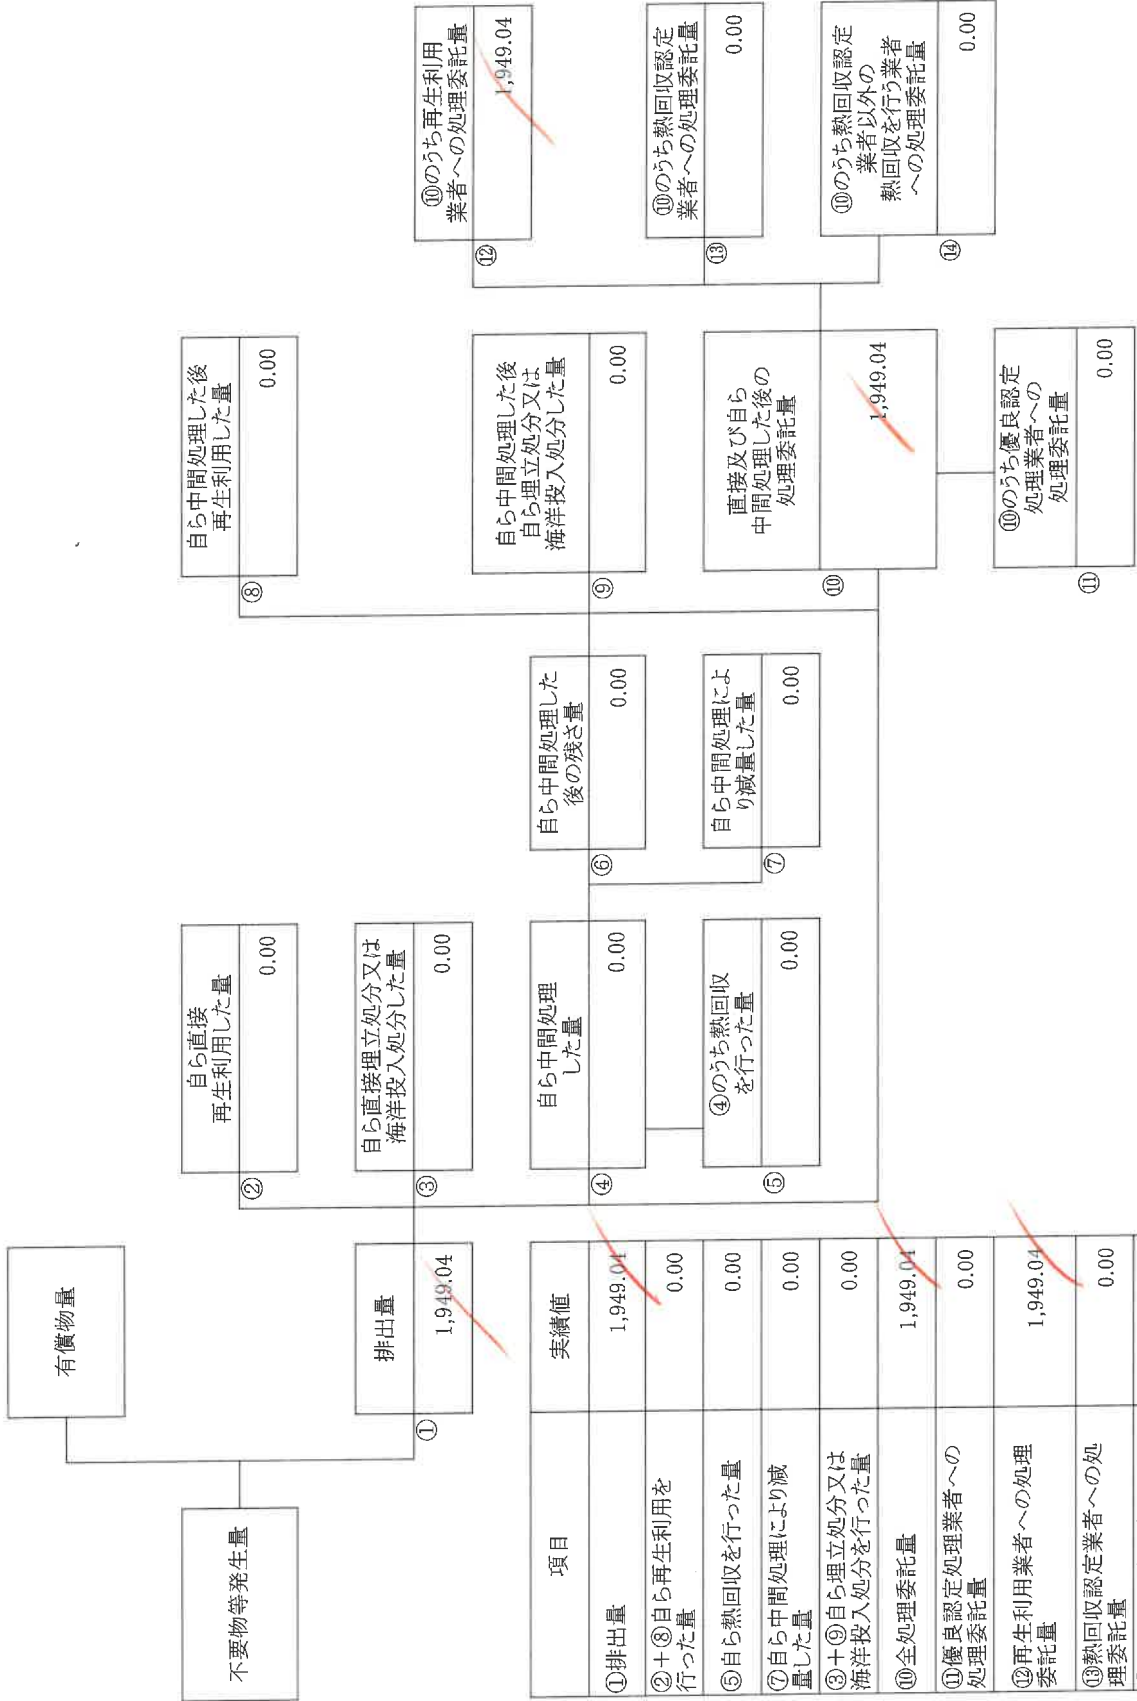 不要物等発生量
有償物量
排出量
①
1,949.04
自ら直接
再生利用した量
②
0.00
自ら直接埋立処分又は
海洋投入処分した量
③
0.00
自ら中間処理
した量
④
0.00
④のうち熱回収
を行った量
⑤
0.00
自ら中間処理した
後の残さ量
⑥
0.00
自ら中間処理によ
り減量した量
⑦
0.00
自ら中間処理した後
再生利用した量
⑧
0.00
自ら中間処理した後
自ら埋立処分又は
海洋投入処分した量
⑨
0.00
直接及び自ら
中間処理した後の
処理委託量
⑩
1,949.04
⑩のうち優良認定
処理業者への
処理委託量
⑪
0.00
⑩のうち再生利用
業者への処理委託量
⑫
1,949.04
⑩のうち熱回収認定
業者への処理委託量
⑬
0.00
⑩のうち熱回収認定
業者以外の
熱回収を行う業者
への処理委託量
⑭
0.00
項目 実績値
①排出量 1,949.04
②+⑧自ら再生利用を
行った量 0.00
⑤自ら熱回収を行った量 0.00
⑦自ら中間処理により減
量した量 0.00
③+⑨自ら埋立処分又は
海洋投入処分を行った量 0.00
⑩全処理委託量 1,949.04
⑪優良認定処理業者への
処理委託量 0.00
⑫再生利用業者への処理
委託量 1,949.04
⑬熱回収認定業者への処
理委託量 0.00